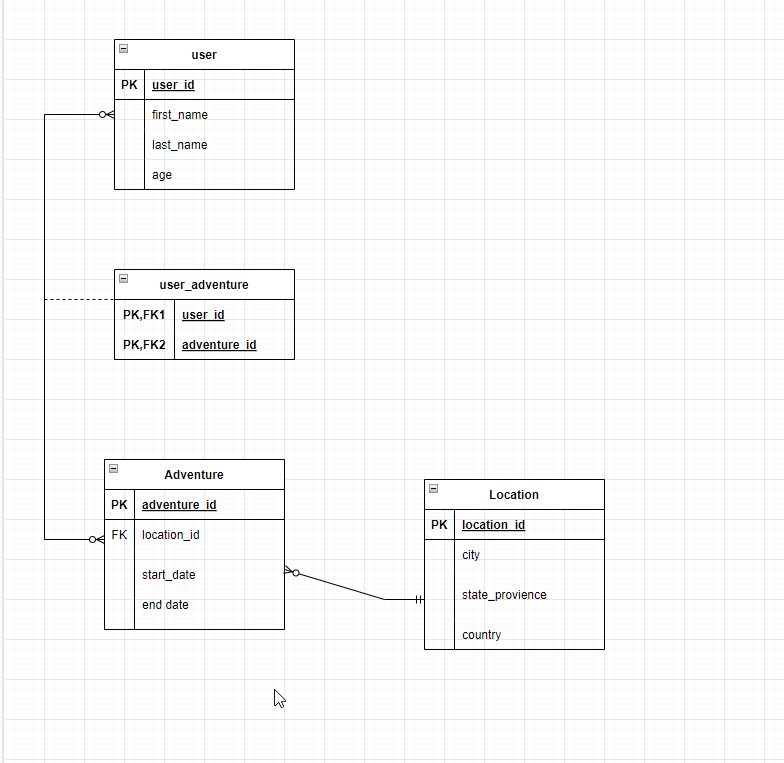 user
PK user_id
first_name
last_name
age
user_adventure
PK,FK1 user_id
PK,FK2 adventure_id
Adventure
PK adventure_id
FK location_id
start_date
end date
Location
PK location_id
city
state_provience
country